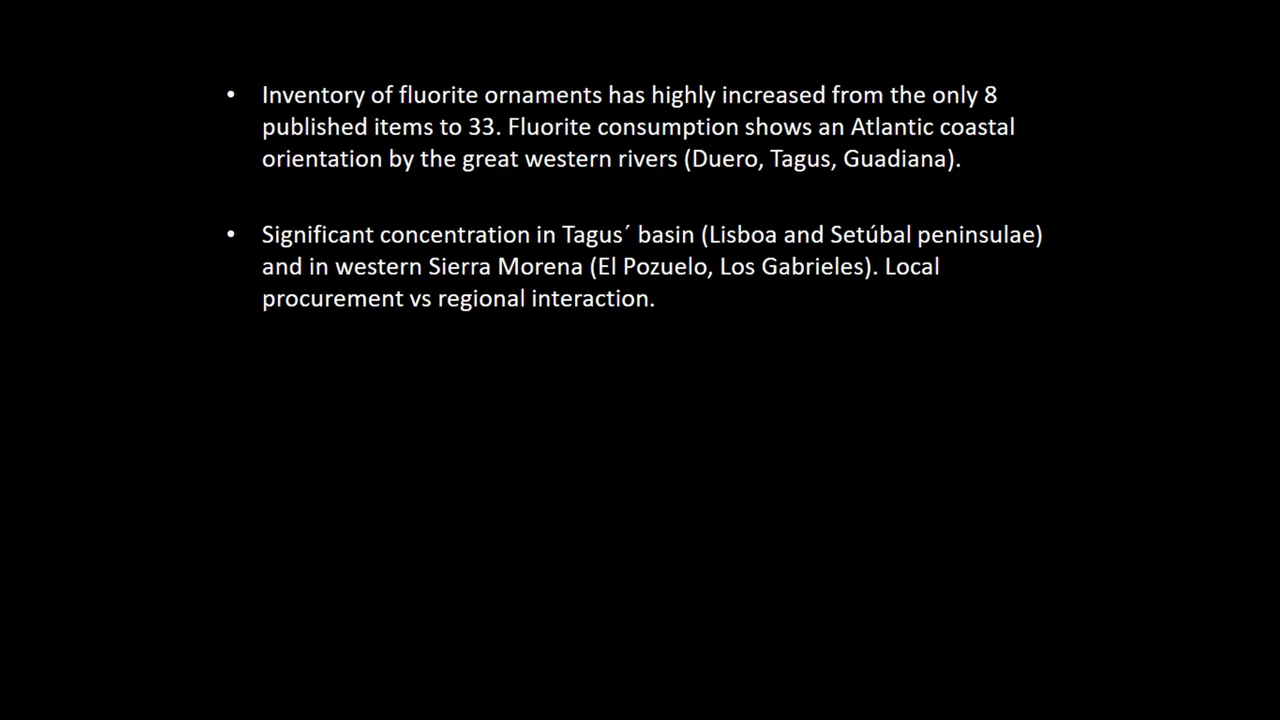 • Inventory of fluorite ornaments has highly increased from the only 8
published items to 33. Fluorite consumption shows an Atlantic coastal
orientation by the great western rivers (Duero, Tagus, Guadiana).
• Significant concentration in Tagus´ basin (Lisboa and Setúbal peninsulae)
and in western Sierra Morena (El Pozuelo, Los Gabrieles). Local
procurement vs regional interaction.